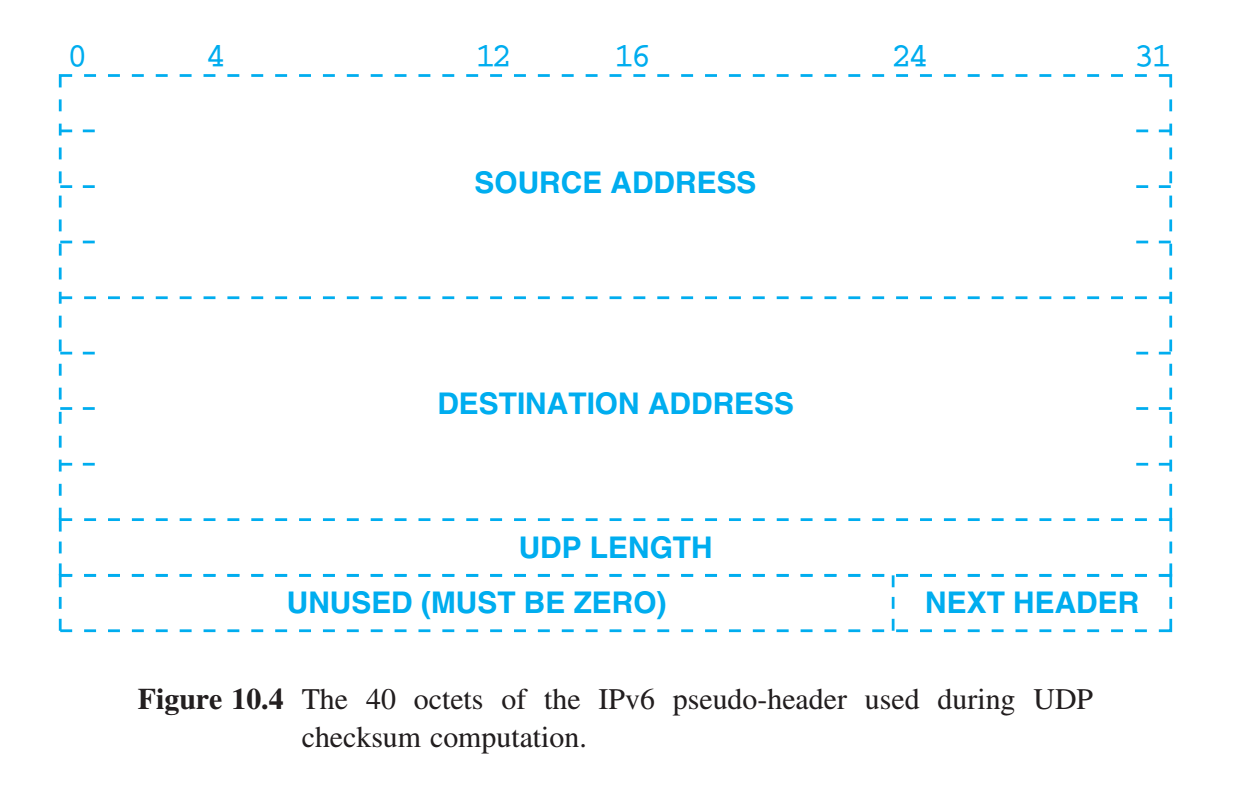 0 4 12 16 24 31
SOURCE ADDRESS
DESTINATION ADDRESS
UDP LENGTH
UNUSED (MUST BE ZERO) NEXT HEADER
Figure 10.4 The 40 octets of the IPv6 pseudo-header used during UDP
checksum computation.